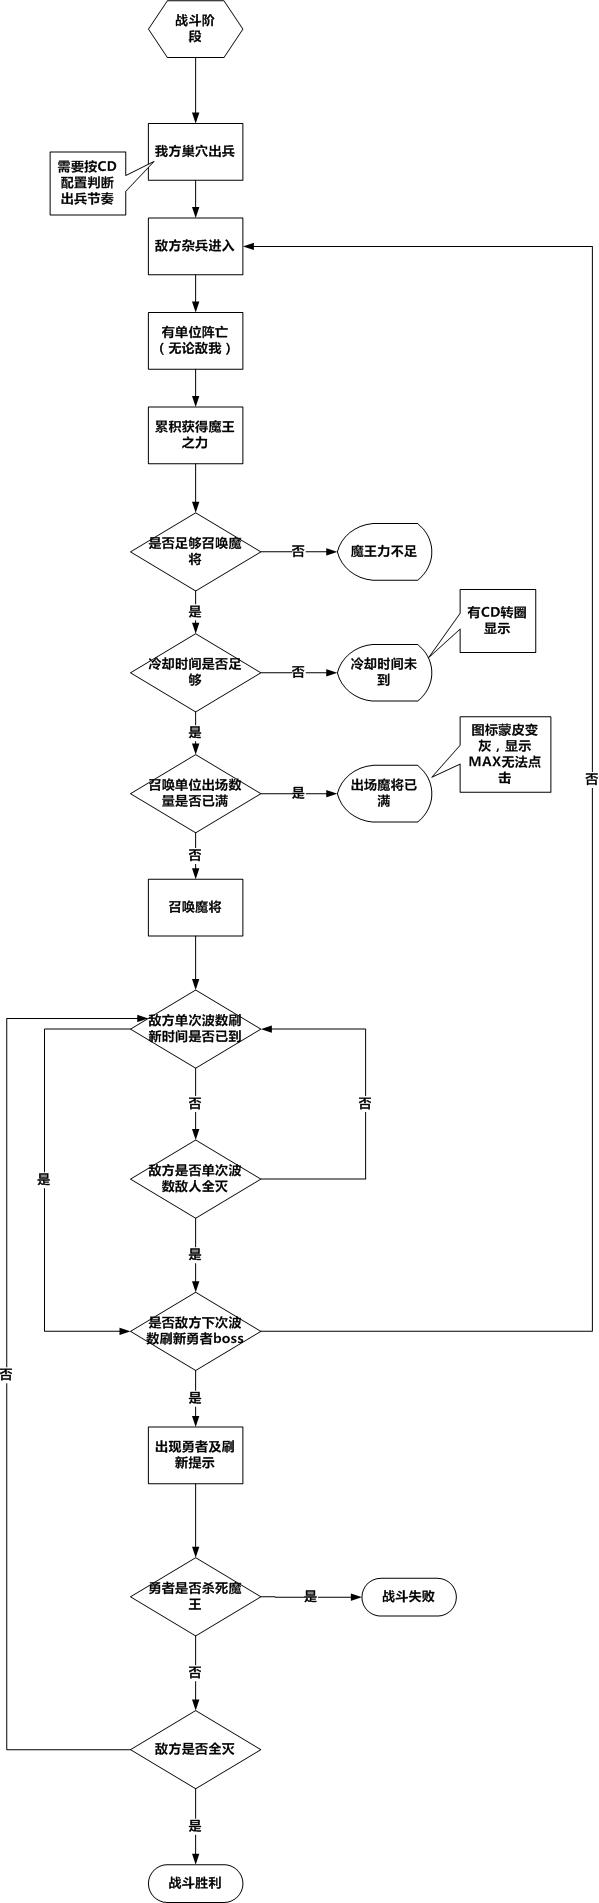 战斗阶
段
我方巢穴出兵
需要按CD
配置判断
出兵节奏
敌方杂兵进入
有单位阵亡
（无论敌我）
累积获得魔王
之力
是否足够召唤魔
将
否
魔王力不足
是
有CD转圈
显示
冷却时间是否足
够
否
冷却时间未
到
是
图标蒙皮变
灰，显示
MAX无法点
击
召唤单位出场数
量是否已满
是
出场魔将已
满
否
否
召唤魔将
敌方单次波数刷
新时间是否已到
否
否
敌方是否单次波
数敌人全灭
是
是
是否敌方下次波
数刷新勇者boss
否
是
出现勇者及刷
新提示
勇者是否杀死魔
王
是
战斗失败
否
敌方是否全灭
是
战斗胜利